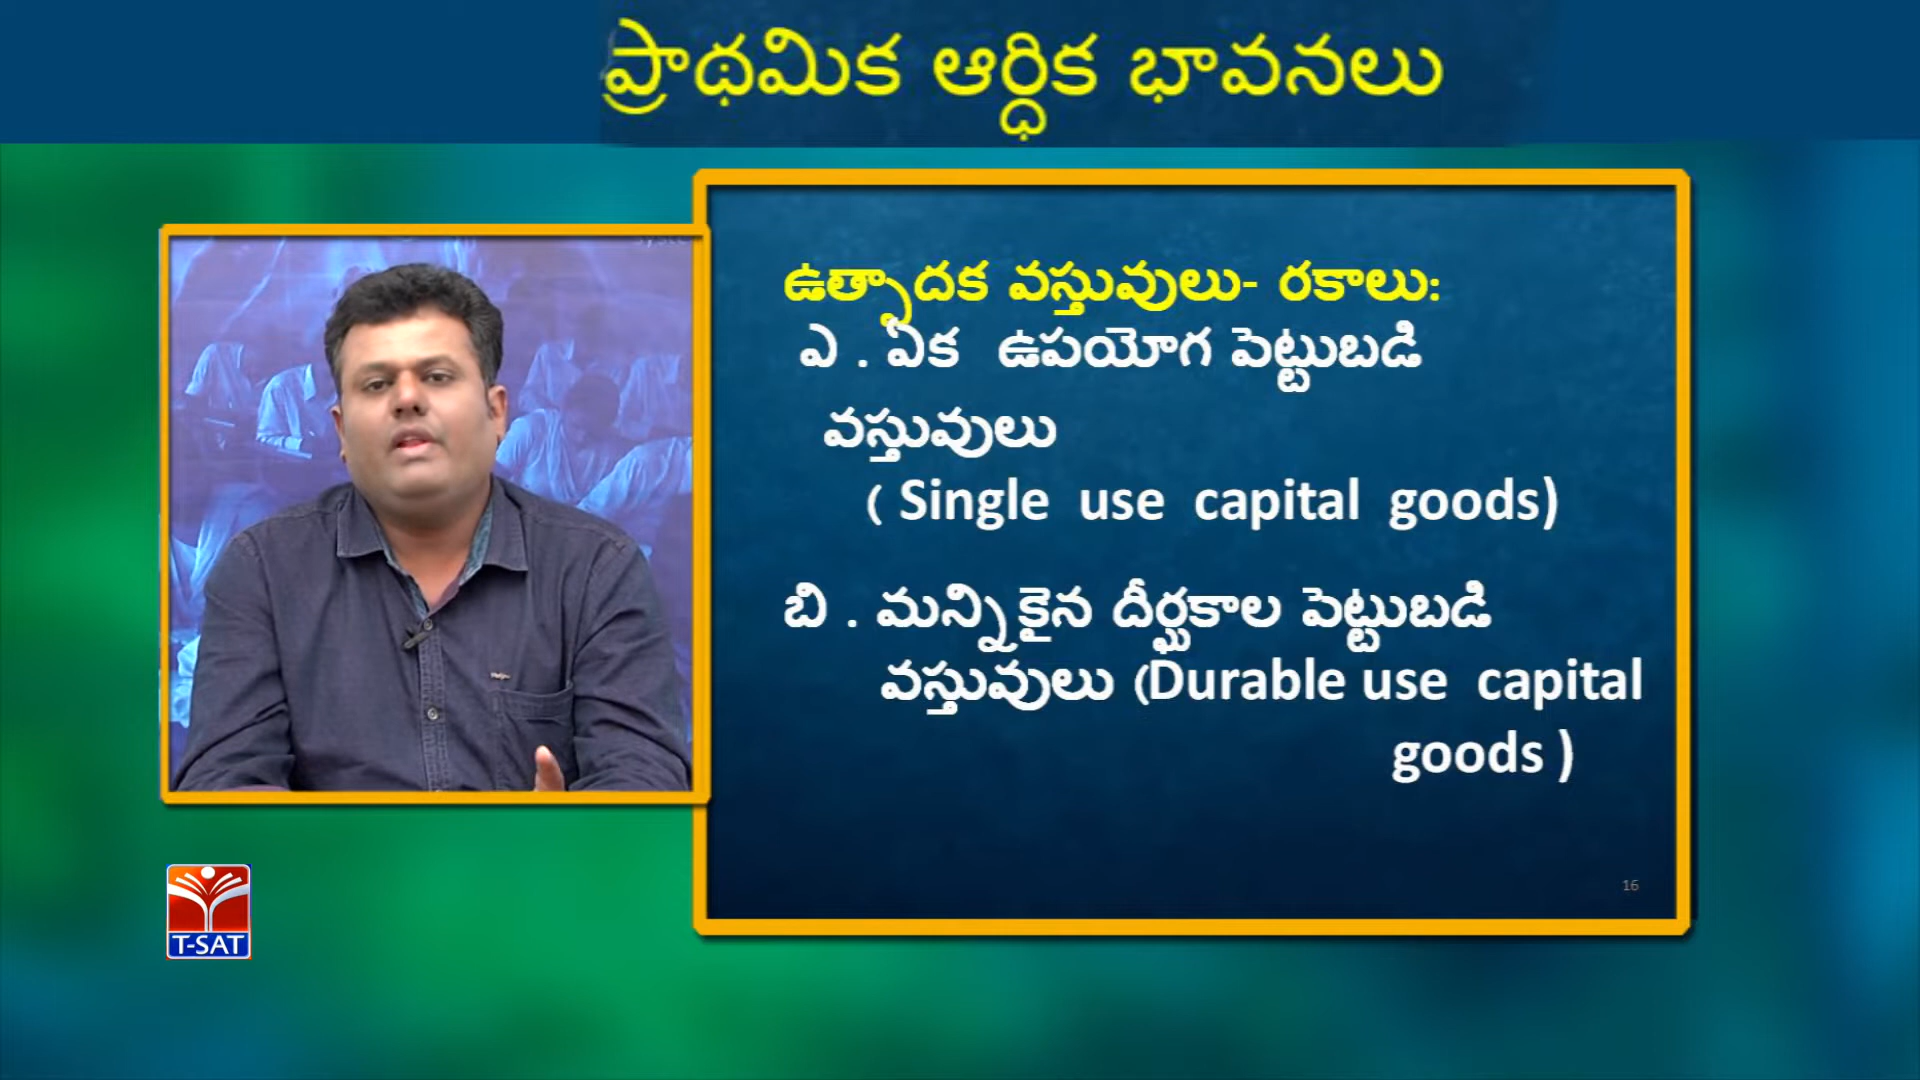 ప్రాథమిక ఆర్ధిక భావనలు
ఉత్పాదక వస్తువులు- రకాలు:
ఎ . ఏక ఉపయోగ పెట్టుబడి
వస్తువులు
( Single use capital goods)
బి . మన్నికైన దీర్ఘకాల పెట్టుబడి
వస్తువులు (Durable use capital
goods )
16
T-SAT